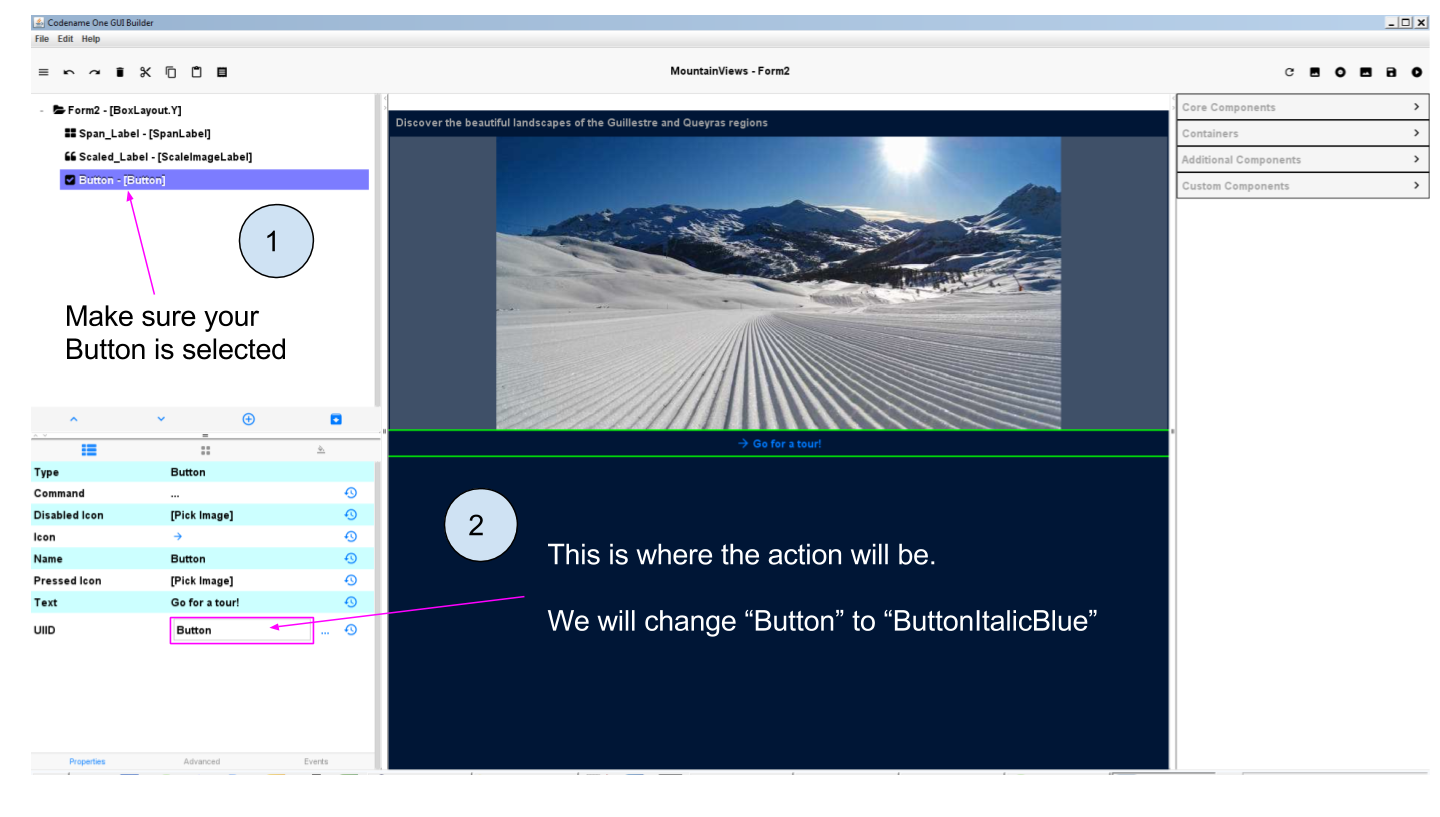 Codename One GUI Builder
File Edit Help
MountainViews - Form2
- Form2 - [BoxLayout.Y]
Span_Label - [SpanLabel]
Scaled_Label - [ScaleImageLabel]
Button - [Button]
1
Make sure your
Button is selected
Discover the beautiful landscapes of the Guillestre and Queyras regions
→ Go for a tour!
Core Components
Containers
Additional Components
Custom Components
Type Button
Command ...
Disabled Icon [Pick Image]
Icon →
Name Button
Pressed Icon [Pick Image]
Text Go for a tour!
UIID Button ...
Properties Advanced Events
2
This is where the action will be.
We will change “Button” to “ButtonItalicBlue”